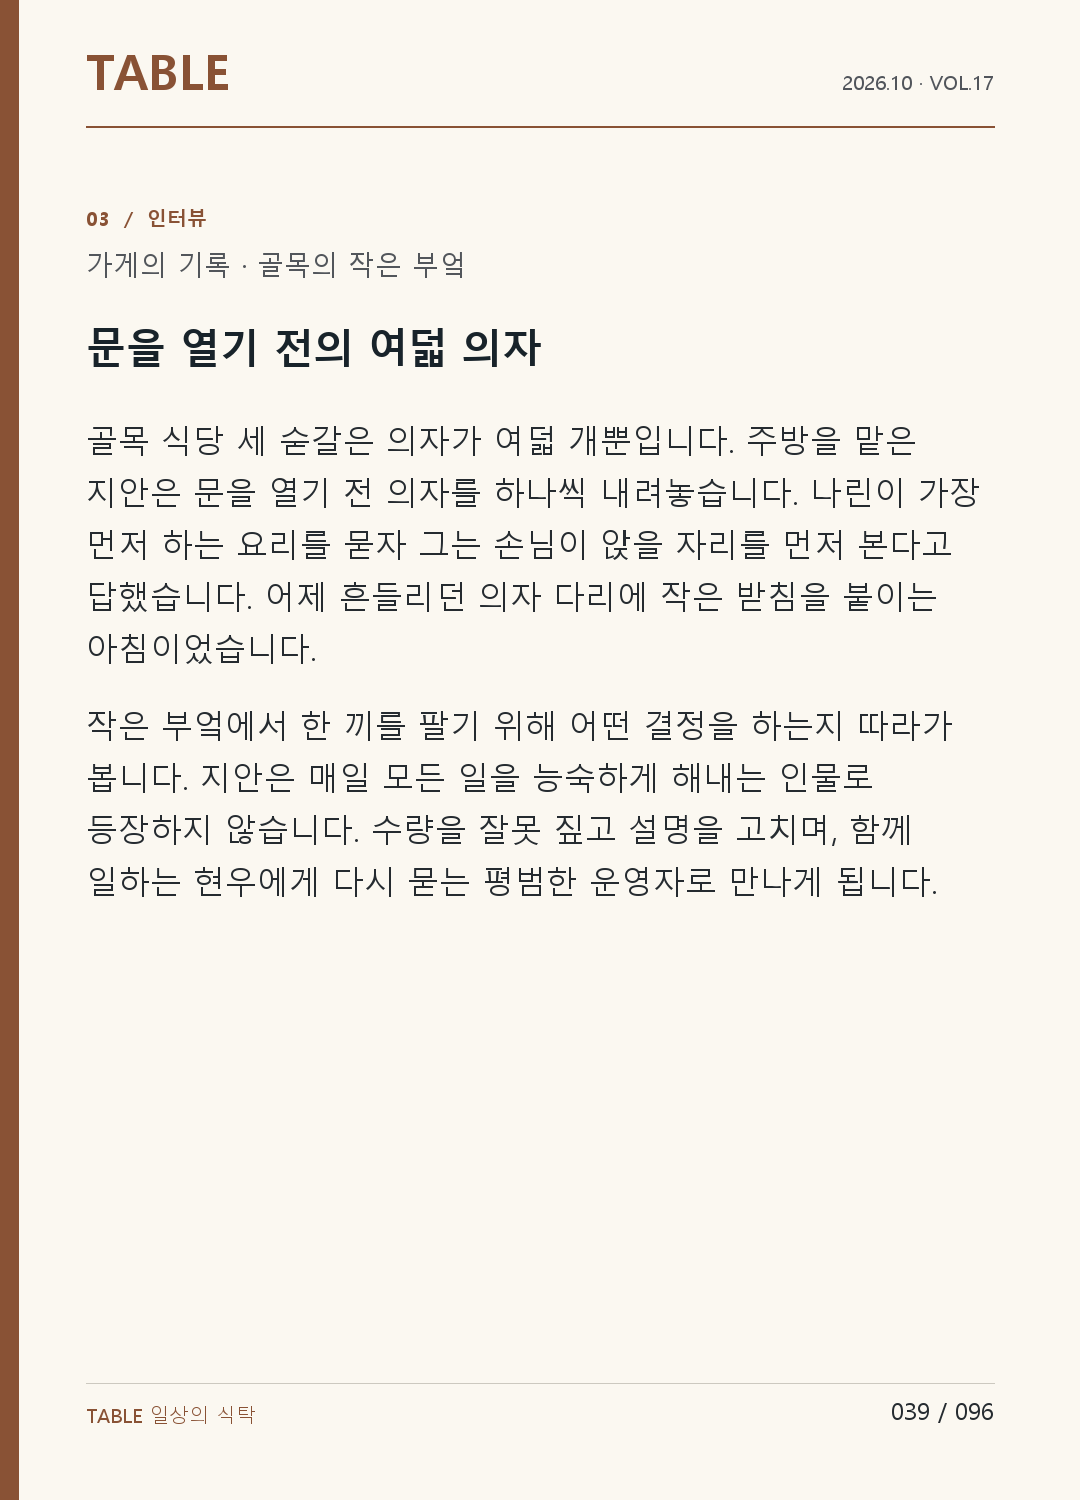 TABLE
2026.10 · VOL.17
03 / 인터뷰
가게의 기록 · 골목의 작은 부엌
문을 열기 전의 여덟 의자
골목 식당 세 숟갈은 의자가 여덟 개뿐입니다. 주방을 맡은
지안은 문을 열기 전 의자를 하나씩 내려놓습니다. 나린이 가장
먼저 하는 요리를 묻자 그는 손님이 앉을 자리를 먼저 본다고
답했습니다. 어제 흔들리던 의자 다리에 작은 받침을 붙이는
아침이었습니다.
작은 부엌에서 한 끼를 팔기 위해 어떤 결정을 하는지 따라가
봅니다. 지안은 매일 모든 일을 능숙하게 해내는 인물로
등장하지 않습니다. 수량을 잘못 짚고 설명을 고치며, 함께
일하는 현우에게 다시 묻는 평범한 운영자로 만나게 됩니다.
TABLE 일상의 식탁
039 / 096